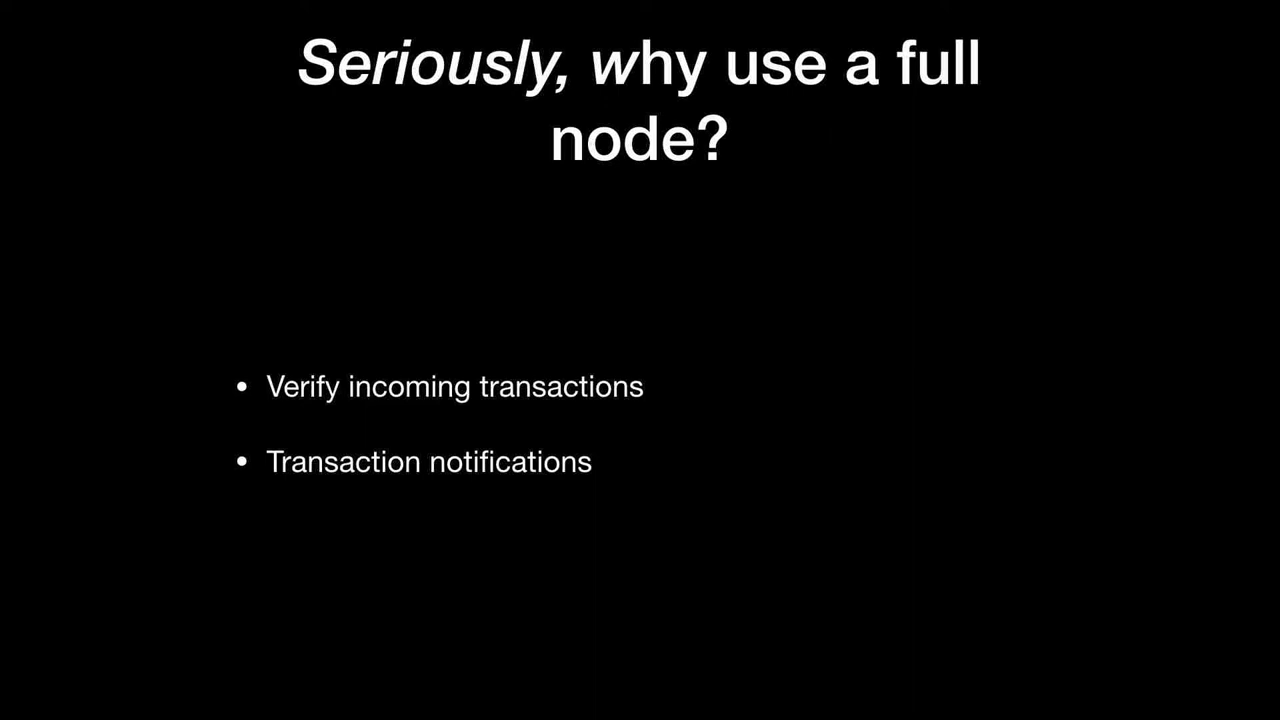 Seriously, why use a full
node?
• Verify incoming transactions
• Transaction notifications